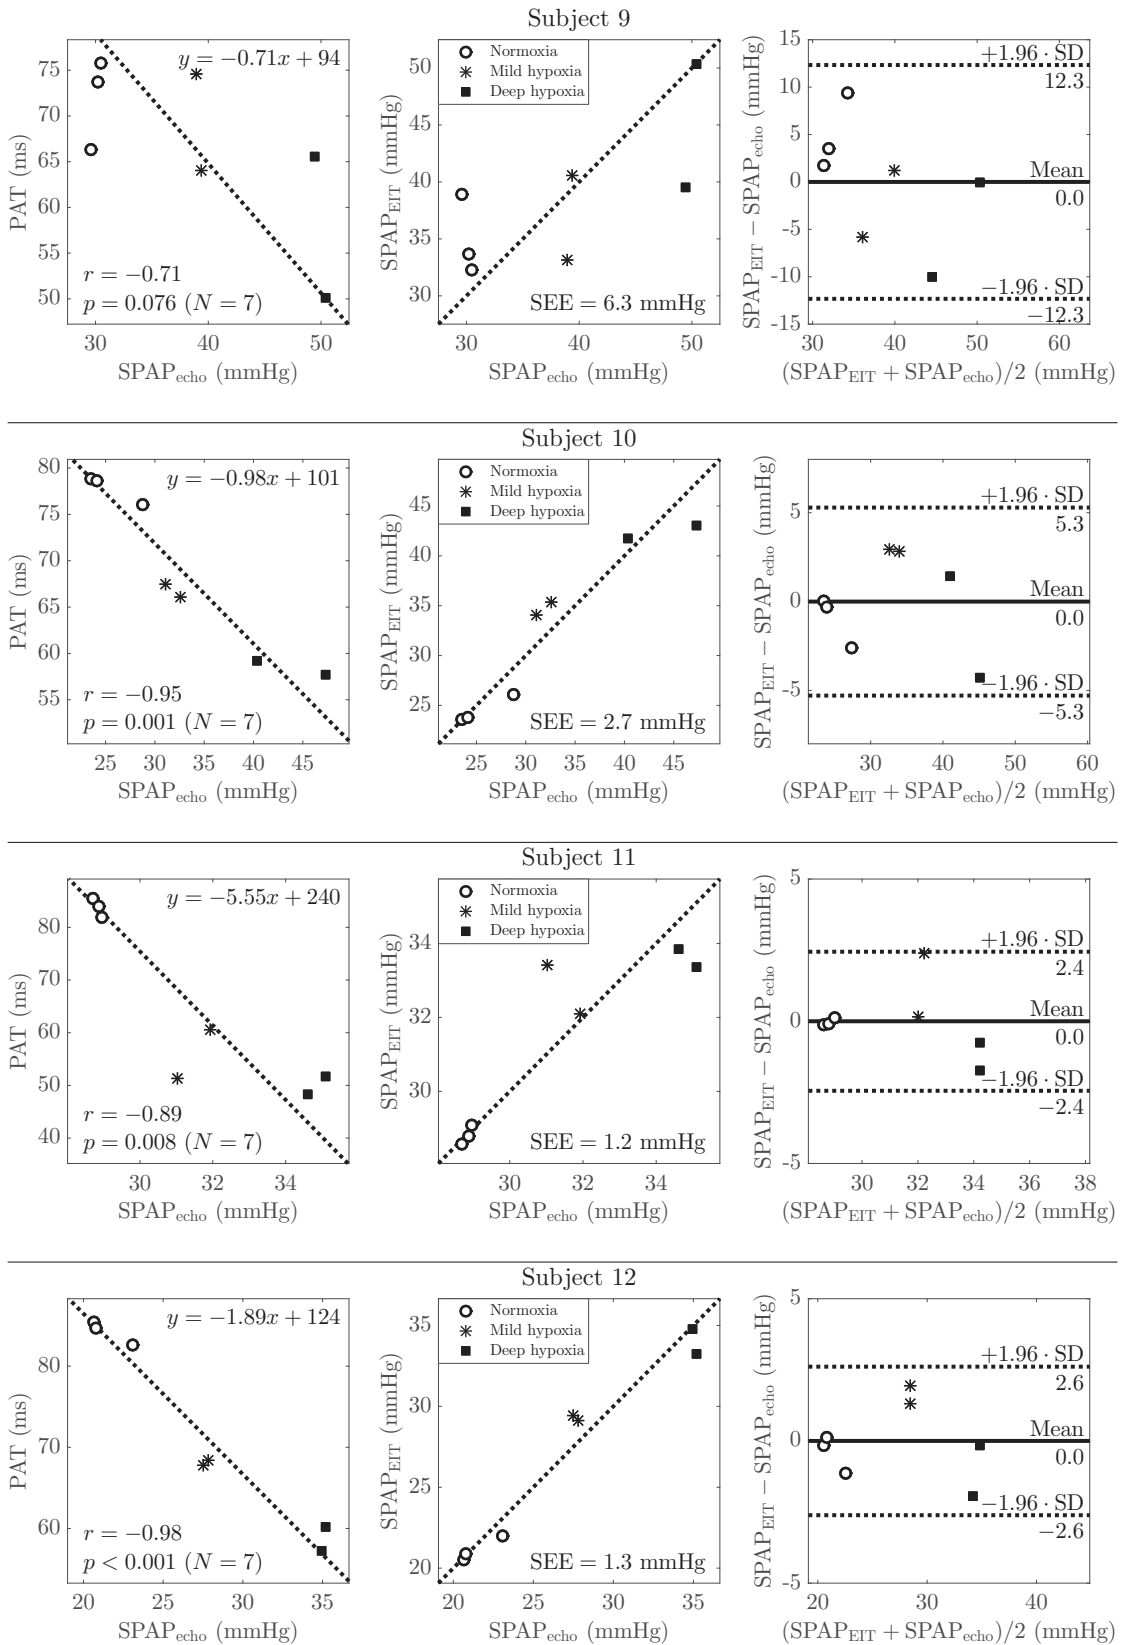 Subject 9
y = −0.71x + 94
r = −0.71
p = 0.076 (N = 7)
PAT (ms)
75
70
65
60
55
50
30 40 50
SPAP_echo (mmHg)
Normoxia
Mild hypoxia
Deep hypoxia
SEE = 6.3 mmHg
SPAP_EIT (mmHg)
50
45
40
35
30
30 40 50
SPAP_echo (mmHg)
+1.96 · SD
12.3
Mean
0.0
−1.96 · SD
−12.3
SPAP_EIT − SPAP_echo (mmHg)
15
10
5
0
-5
-10
-15
30 40 50 60
(SPAP_EIT + SPAP_echo)/2 (mmHg)
Subject 10
y = −0.98x + 101
r = −0.95
p = 0.001 (N = 7)
PAT (ms)
80
75
70
65
60
55
25 30 35 40 45
SPAP_echo (mmHg)
Normoxia
Mild hypoxia
Deep hypoxia
SEE = 2.7 mmHg
SPAP_EIT (mmHg)
45
40
35
30
25
25 30 35 40 45
SPAP_echo (mmHg)
+1.96 · SD
5.3
Mean
0.0
−1.96 · SD
−5.3
SPAP_EIT − SPAP_echo (mmHg)
5
0
-5
30 40 50 60
(SPAP_EIT + SPAP_echo)/2 (mmHg)
Subject 11
y = −5.55x + 240
r = −0.89
p = 0.008 (N = 7)
PAT (ms)
80
70
60
50
40
30 32 34
SPAP_echo (mmHg)
Normoxia
Mild hypoxia
Deep hypoxia
SEE = 1.2 mmHg
SPAP_EIT (mmHg)
34
32
30
30 32 34
SPAP_echo (mmHg)
+1.96 · SD
2.4
Mean
0.0
−1.96 · SD
−2.4
SPAP_EIT − SPAP_echo (mmHg)
5
0
-5
30 32 34 36 38
(SPAP_EIT + SPAP_echo)/2 (mmHg)
Subject 12
y = −1.89x + 124
r = −0.98
p < 0.001 (N = 7)
PAT (ms)
80
70
60
20 25 30 35
SPAP_echo (mmHg)
Normoxia
Mild hypoxia
Deep hypoxia
SEE = 1.3 mmHg
SPAP_EIT (mmHg)
35
30
25
20
20 25 30 35
SPAP_echo (mmHg)
+1.96 · SD
2.6
Mean
0.0
−1.96 · SD
−2.6
SPAP_EIT − SPAP_echo (mmHg)
5
0
-5
20 30 40
(SPAP_EIT + SPAP_echo)/2 (mmHg)